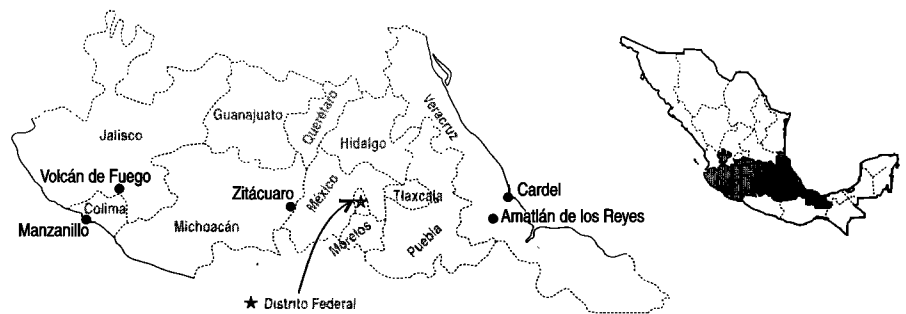 Jalisco
Guanajuato
Querétaro
Hidalgo
Veracruz
Volcán de Fuego
Colima
Manzanillo
Michoacán
Zitácuaro
México
Tlaxcala
Morelos
Puebla
Cardel
Amatlán de los Reyes
★ Distrito Federal